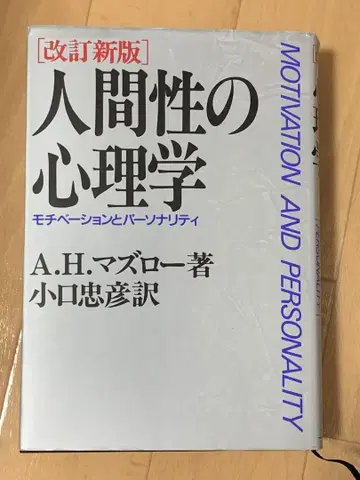 [改訂新版]
人間性の
心理学
モチベーションとパーソナリティ
A.H.マズロー著
小口忠彦訳
MOTIVATION AND PERSONALITY